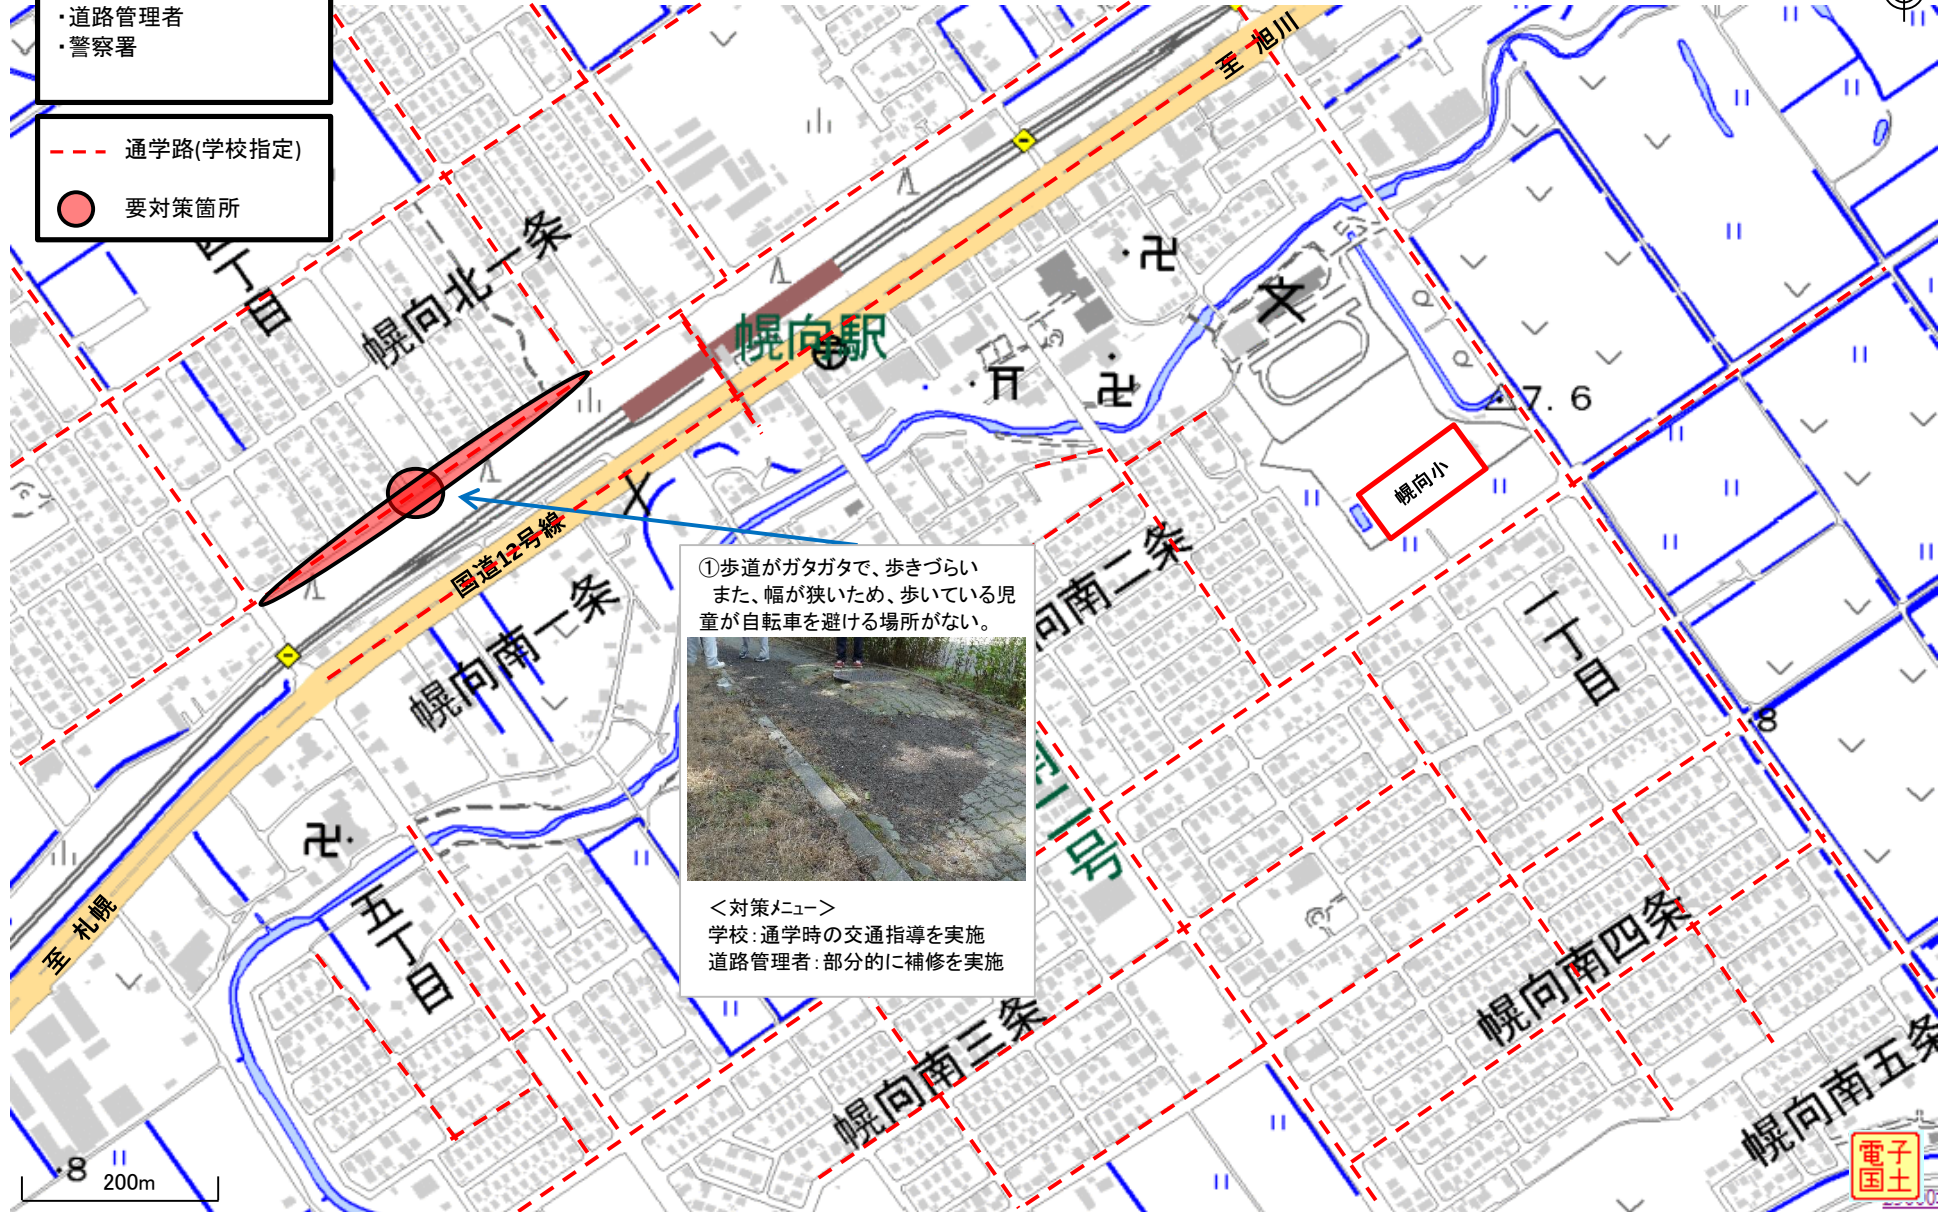 ・道路管理者
・警察署
通学路(学校指定)
要対策箇所
至 旭川
四丁目
幌向北一条
幌向駅
7.6
幌向小
国道12号線
幌向南一条
①歩道がガタガタで、歩きづらい
また、幅が狭いため、歩いている児
童が自転車を避ける場所がない。
向南二条
一丁目
8
南二号
至 札幌
五丁目
<対策メニュー>
学校:通学時の交通指導を実施
道路管理者:部分的に補修を実施
幌向南四条
幌向南三条
幌向南五条
8
200m
電子
国土